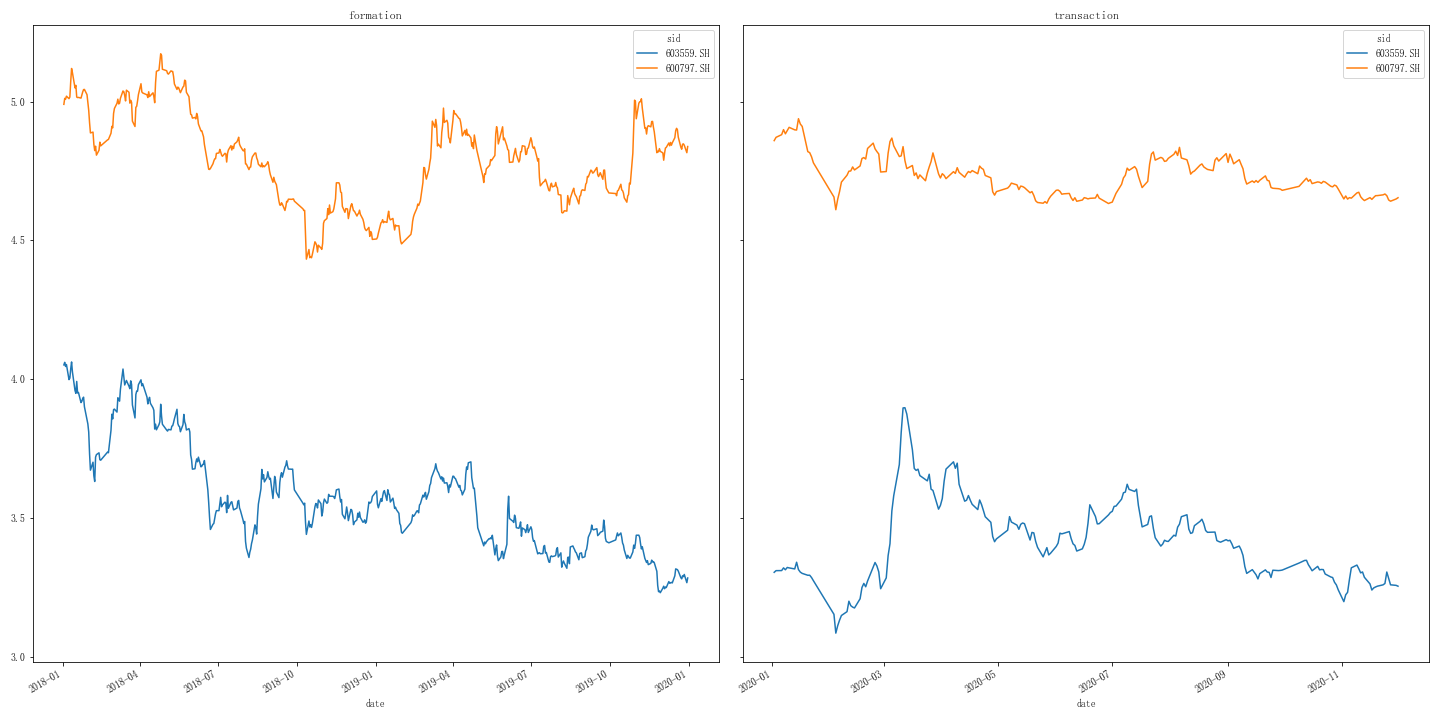 formation
sid
603559.SH
600797.SH
5.0
4.5
4.0
3.5
3.0
2018-01
2018-04
2018-07
2018-10
2019-01
2019-04
2019-07
2019-10
2020-01
date
transaction
sid
603559.SH
600797.SH
2020-01
2020-03
2020-05
2020-07
2020-09
2020-11
date